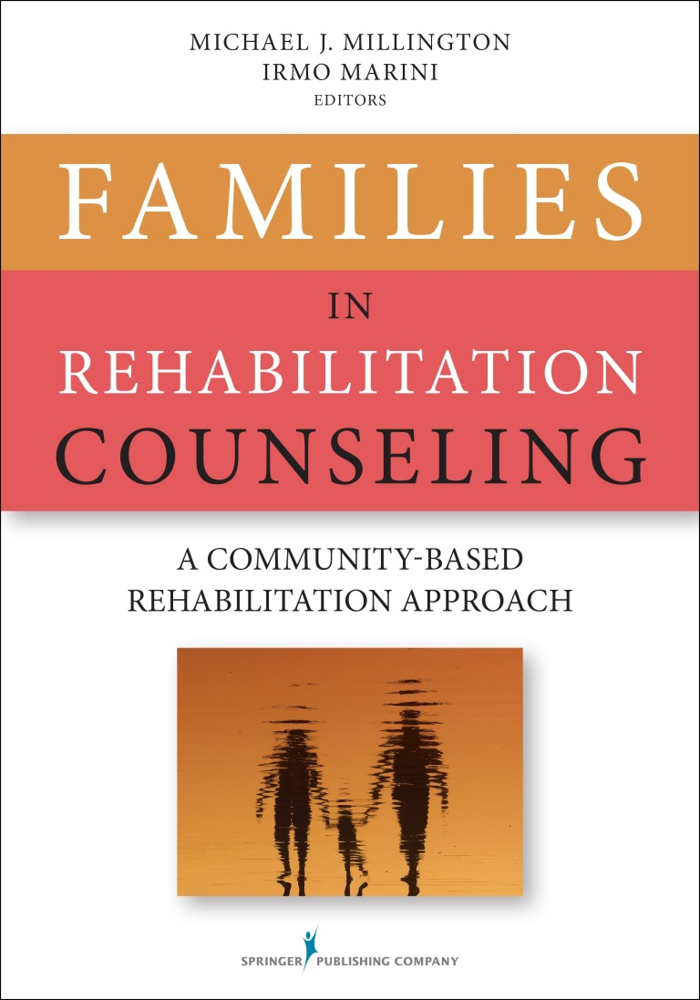 MICHAEL J. MILLINGTON
IRMO MARINI
EDITORS
FAMILIES
IN
REHABILITATION
COUNSELING
A COMMUNITY-BASED
REHABILITATION APPROACH
SPRINGER PUBLISHING COMPANY